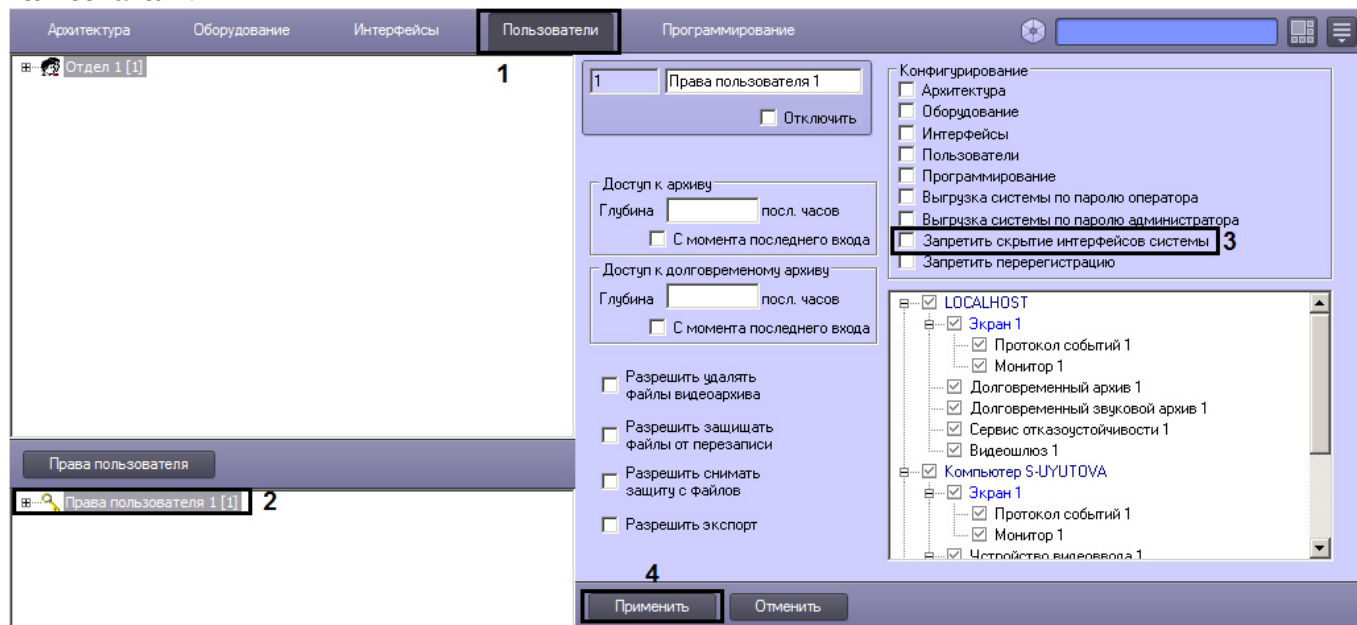 Архитектура Оборудование Интерфейсы Пользователи Программирование
1
Отдел 1 [1]
Права пользователя
Права пользователя 1 [1] 2
1 Права пользователя 1
Отключить
Доступ к архиву
Глубина посл. часов
С момента последнего входа
Доступ к долговременому архиву
Глубина посл. часов
С момента последнего входа
Разрешить удалять
файлы видеоархива
Разрешить защищать
файлы от перезаписи
Разрешить снимать
защиту с файлов
Разрешить экспорт
Конфигурирование
Архитектура
Оборудование
Интерфейсы
Пользователи
Программирование
Выгрузка системы по паролю оператора
Выгрузка системы по паролю администратора
Запретить скрытие интерфейсов системы 3
Запретить перерегистрацию
LOCALHOST
Экран 1
Протокол событий 1
Монитор 1
Долговременный архив 1
Долговременный звуковой архив 1
Сервис отказоустойчивости 1
Видеошлюз 1
Компьютер S-UYUTOVA
Экран 1
Протокол событий 1
Монитор 1
Устройство видеоввода 1
4
Применить Отменить